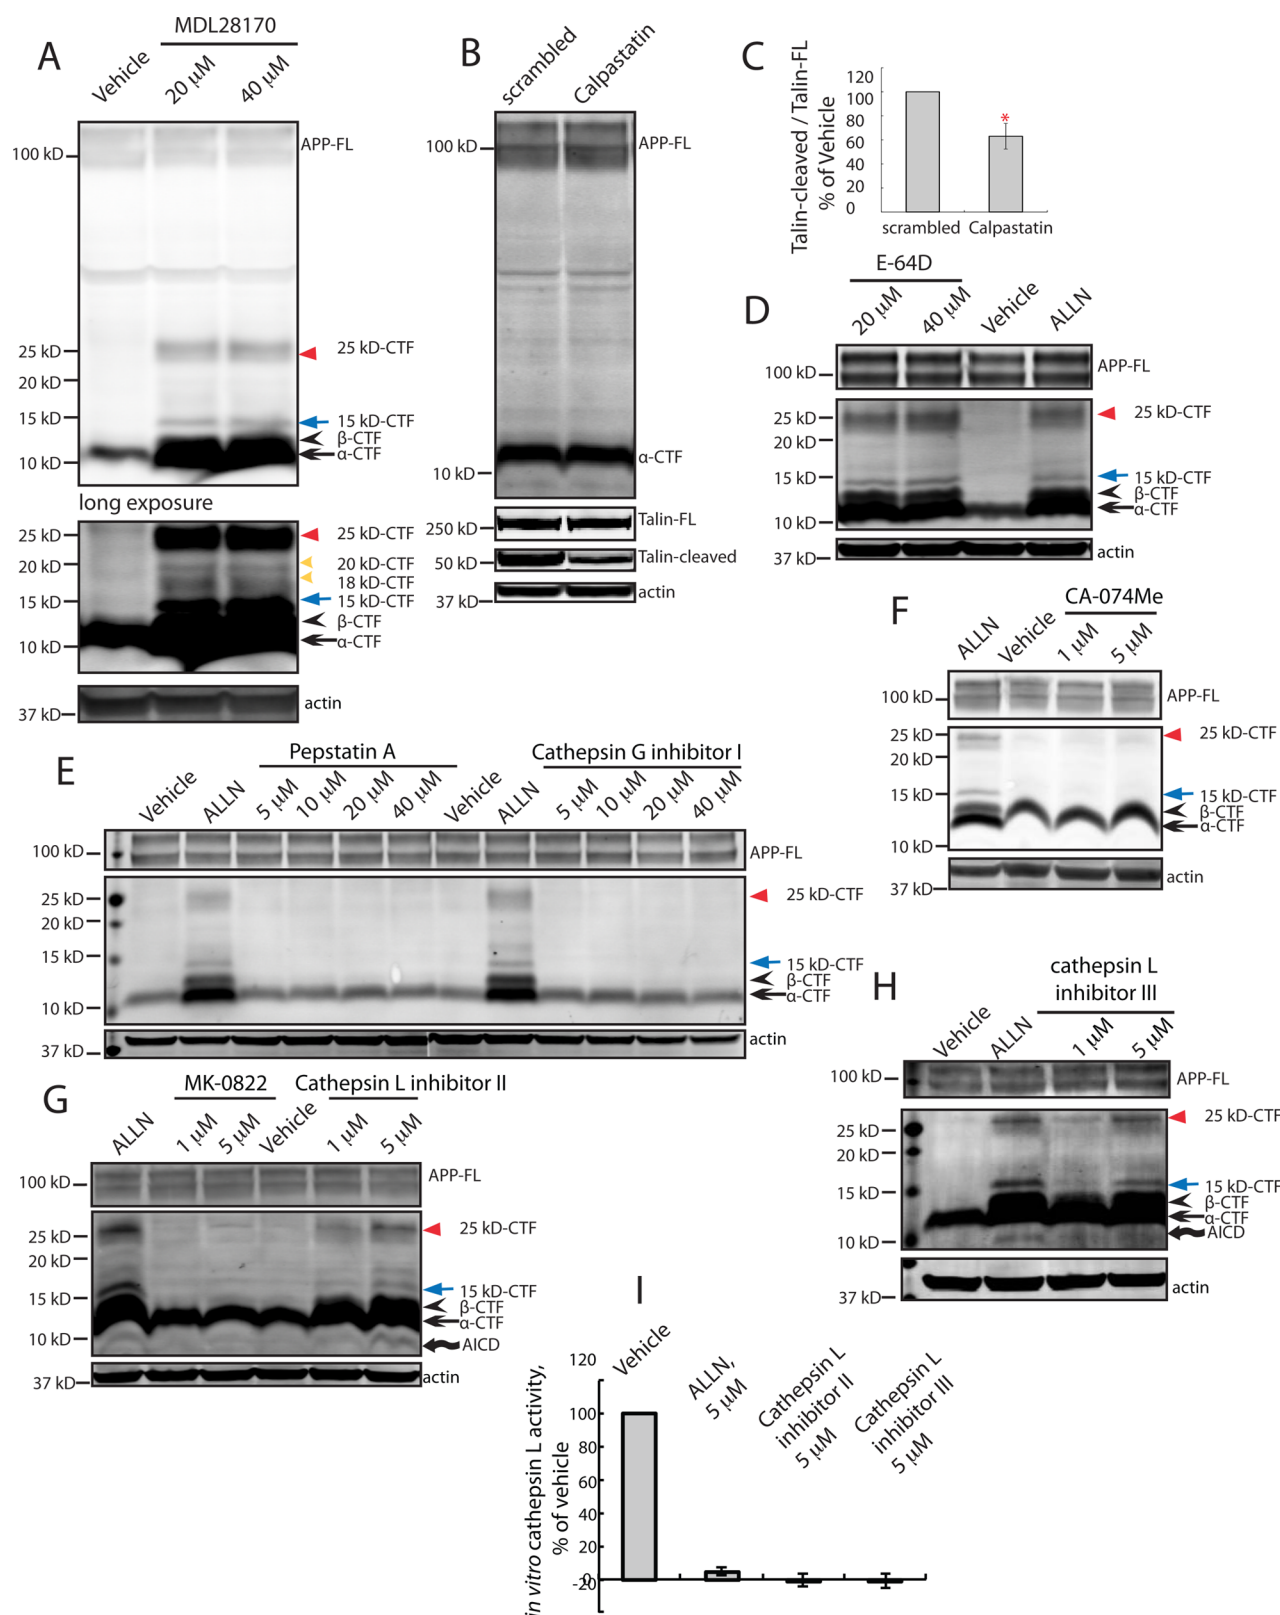 A
MDL28170
Vehicle
20 µM
40 µM
100 kD
APP-FL
25 kD
25 kD-CTF
20 kD
15 kD
15 kD-CTF
β-CTF
α-CTF
10 kD
long exposure
25 kD
25 kD-CTF
20 kD
20 kD-CTF
18 kD-CTF
15 kD
15 kD-CTF
β-CTF
10 kD
α-CTF
actin
37 kD
B
scrambled
Calpastatin
100 kD
APP-FL
α-CTF
10 kD
Talin-FL
250 kD
50 kD
Talin-cleaved
actin
37 kD
C
Talin-cleaved / Talin-FL
% of Vehicle
120
100
80
60
40
20
0
*
scrambled Calpastatin
D
E-64D
20 µM
40 µM
Vehicle
ALLN
100 kD
APP-FL
25 kD
25 kD-CTF
20 kD
15 kD
15 kD-CTF
β-CTF
α-CTF
10 kD
actin
37 kD
E
Pepstatin A
Cathepsin G inhibitor I
Vehicle
ALLN
5 µM
10 µM
20 µM
40 µM
Vehicle
ALLN
5 µM
10 µM
20 µM
40 µM
100 kD
APP-FL
25 kD
25 kD-CTF
20 kD
15 kD
15 kD-CTF
β-CTF
α-CTF
10 kD
actin
37 kD
F
CA-074Me
ALLN
Vehicle
1 µM
5 µM
100 kD
APP-FL
25 kD
25 kD-CTF
20 kD
15 kD
15 kD-CTF
β-CTF
α-CTF
10 kD
actin
37 kD
G
MK-0822
Cathepsin L inhibitor II
ALLN
1 µM
5 µM
Vehicle
1 µM
5 µM
100 kD
APP-FL
25 kD
25 kD-CTF
20 kD
15 kD
15 kD-CTF
β-CTF
α-CTF
10 kD
AICD
actin
37 kD
H
cathepsin L
inhibitor III
Vehicle
ALLN
1 µM
5 µM
100 kD
APP-FL
25 kD
25 kD-CTF
20 kD
15 kD
15 kD-CTF
β-CTF
α-CTF
AICD
10 kD
actin
37 kD
I
in vitro cathepsin L activity,
% of vehicle
120
100
80
60
40
20
0
-20
Vehicle
ALLN,
5 µM
Cathepsin L
inhibitor II
5 µM
Cathepsin L
inhibitor III
5 µM